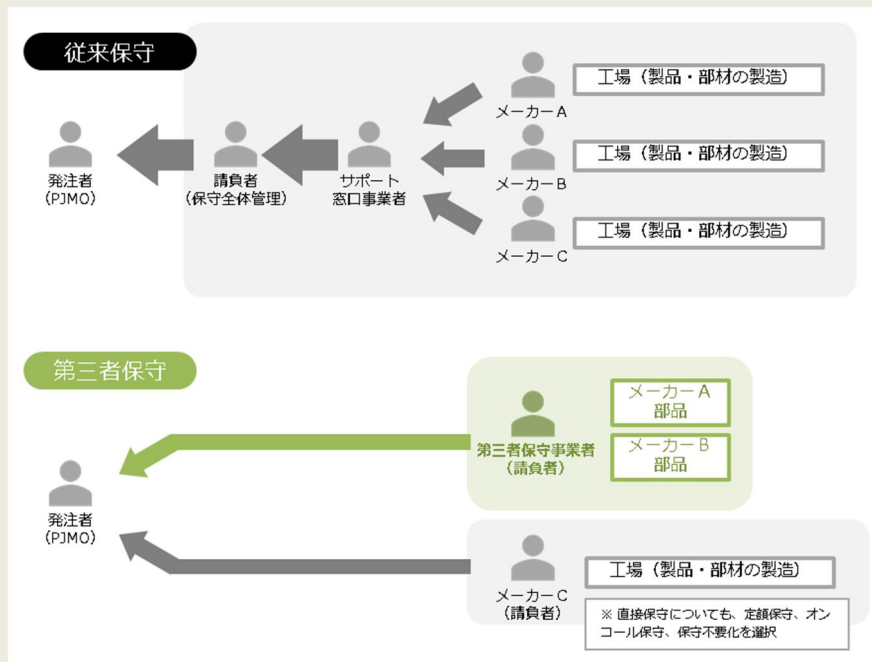 従来保守
メーカーA
工場（製品・部材の製造）
発注者
(PJMO)
請負者
(保守全体管理)
サポート
窓口事業者
メーカーB
工場（製品・部材の製造）
メーカーC
工場（製品・部材の製造）
第三者保守
第三者保守事業者
(請負者)
メーカーA
部品
メーカーB
部品
発注者
(PJMO)
メーカーC
(請負者)
工場（製品・部材の製造）
※ 直接保守についても、定額保守、オン
コール保守、保守不要化を選択